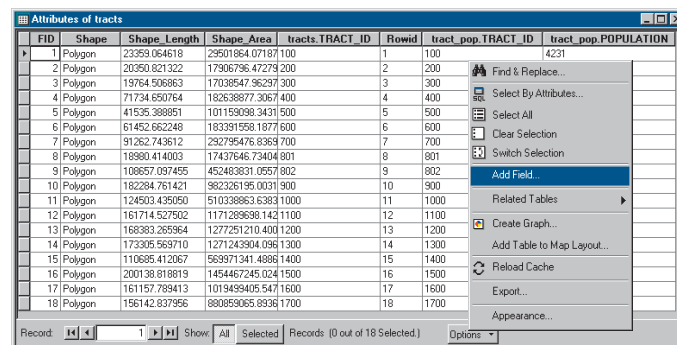 Attributes of tracts
FID Shape Shape_Length Shape_Area tracts.TRACT_ID Rowid tract_pop.TRACT_ID tract_pop.POPULATION
1 Polygon 23359.064618 29501864.07187 100 1 100 4231
2 Polygon 20350.821322 17906796.47279 200 2 200
3 Polygon 19764.506863 17038547.96297 300 3 300
4 Polygon 71734.650764 182638877.3067 400 4 400
5 Polygon 41535.388851 101159098.3431 500 5 500
6 Polygon 61452.662248 183391558.1877 600 6 600
7 Polygon 91262.743612 292795476.8369 700 7 700
8 Polygon 18980.414003 17437646.73404 801 8 801
9 Polygon 108657.097455 452483831.0557 802 9 802
10 Polygon 182284.761421 982326195.0031 900 10 900
11 Polygon 124503.435050 510338863.6383 1000 11 1000
12 Polygon 161714.527502 1171289698.142 1100 12 1100
13 Polygon 168383.265964 1277251210.400 1200 13 1200
14 Polygon 173305.569710 1271243904.096 1300 14 1300
15 Polygon 110685.412067 569971341.4886 1400 15 1400
16 Polygon 200138.818819 1454467245.024 1500 16 1500
17 Polygon 161157.789413 1019499405.547 1600 17 1600
18 Polygon 156142.837956 880859065.8936 1700 18 1700
Find & Replace...
SQL Select By Attributes...
Select All
Clear Selection
Switch Selection
Add Field...
Related Tables
Create Graph...
Add Table to Map Layout...
Reload Cache
Export...
Appearance...
Record: 1 Show: All Selected Records (0 out of 18 Selected.) Options